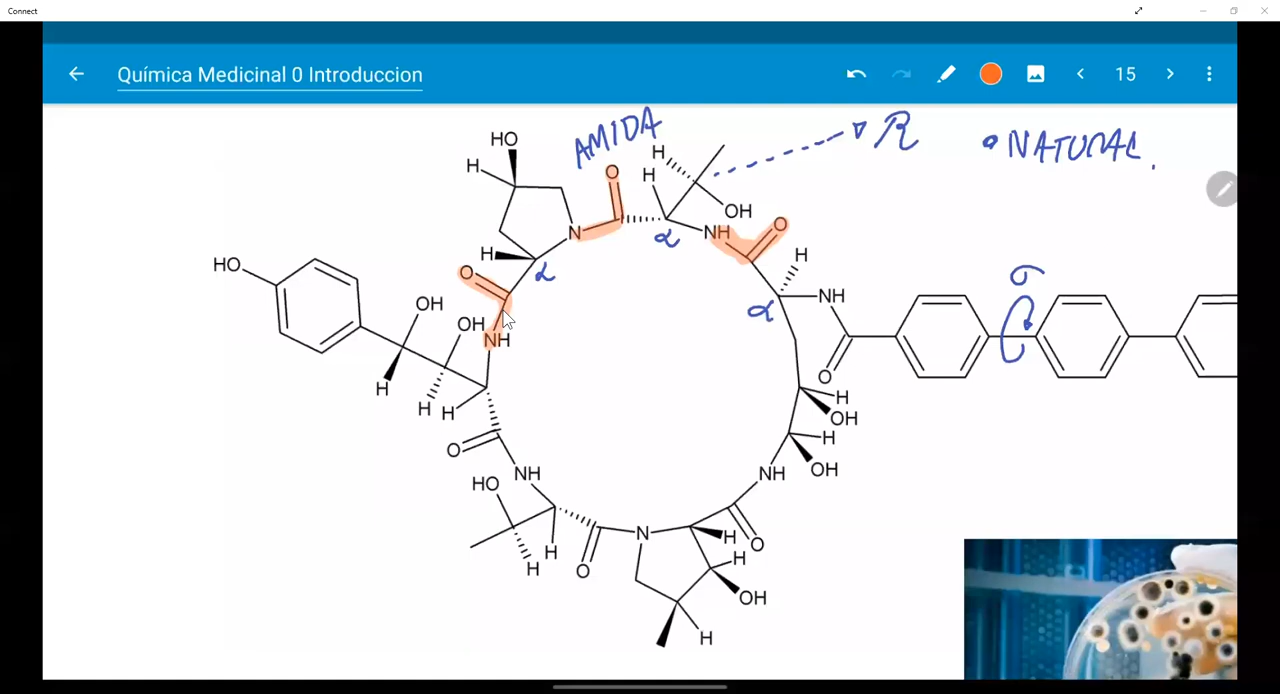 Connect
Química Medicinal 0 Introduccion
15
AMIDA
R
• NATURAL.
HO
H
O
H
H
OH
α
N
NH
O
H
α
H
O
α
NH
σ
HO
OH
OH
NH
O
H
H
H
H
OH
O
H
OH
NH
NH
HO
N
H
O
H
H
O
H
OH
H